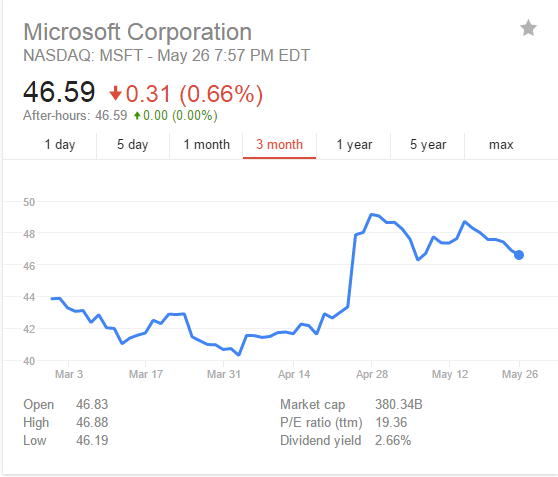 Microsoft Corporation
NASDAQ: MSFT - May 26 7:57 PM EDT
46.59 0.31 (0.66%)
After-hours: 46.59 0.00 (0.00%)
1 day 5 day 1 month 3 month 1 year 5 year max
50
48
46
44
42
40
Mar 3 Mar 17 Mar 31 Apr 14 Apr 28 May 12 May 26
Open 46.83 Market cap 380.34B
High 46.88 P/E ratio (ttm) 19.36
Low 46.19 Dividend yield 2.66%